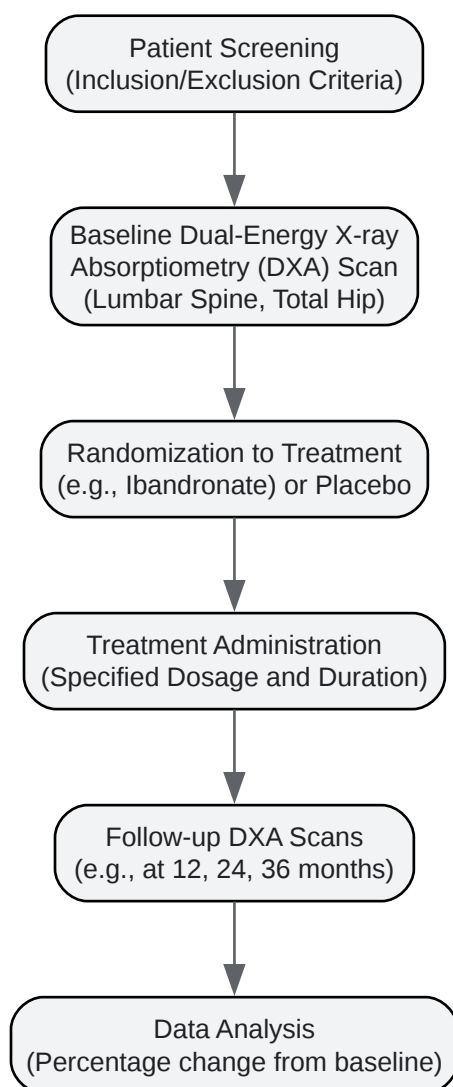 Patient Screening
(Inclusion/Exclusion Criteria)
Baseline Dual-Energy X-ray
Absorptiometry (DXA) Scan
(Lumbar Spine, Total Hip)
Randomization to Treatment
(e.g., Ibandronate) or Placebo
Treatment Administration
(Specified Dosage and Duration)
Follow-up DXA Scans
(e.g., at 12, 24, 36 months)
Data Analysis
(Percentage change from baseline)